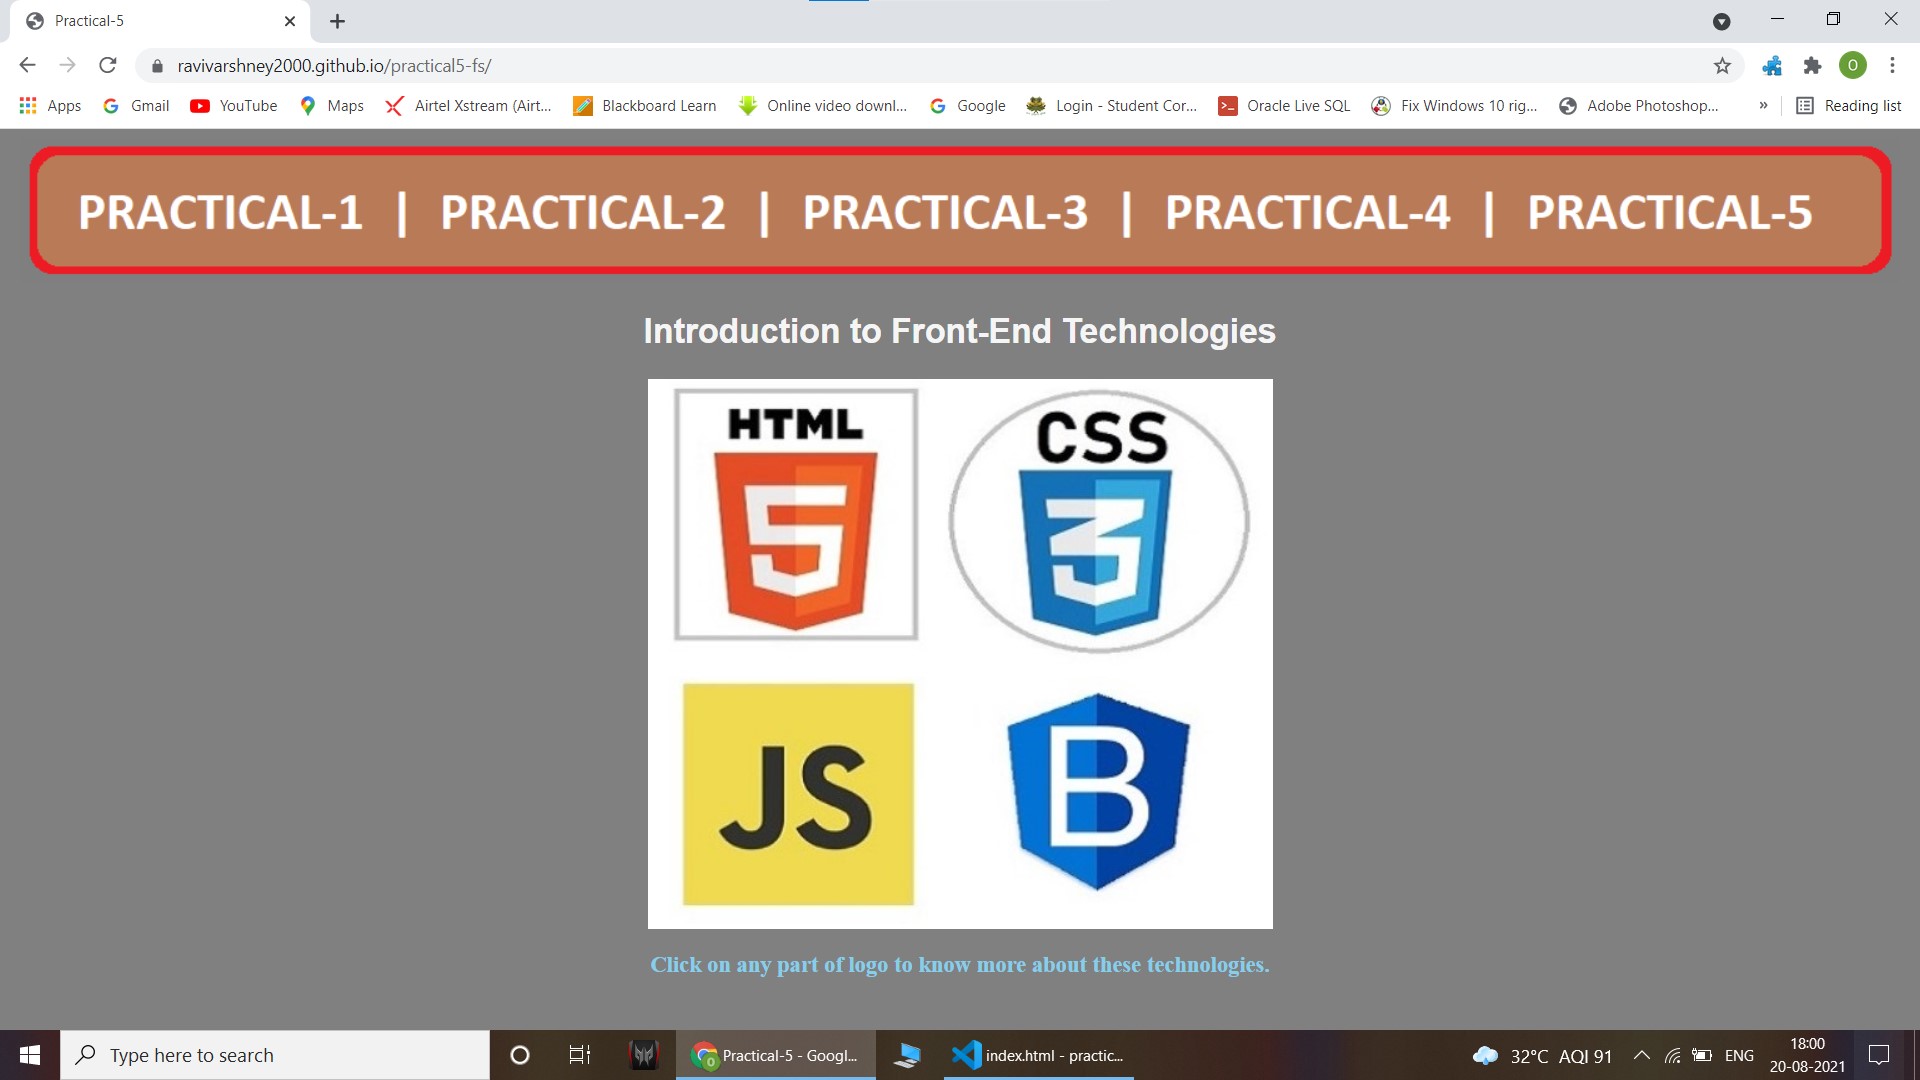 Practical-5
ravivarshney2000.github.io/practical5-fs/
O
Apps Gmail YouTube Maps Airtel Xstream (Airt... Blackboard Learn Online video downl... Google Login - Student Cor... Oracle Live SQL Fix Windows 10 rig... Adobe Photoshop... » Reading list
PRACTICAL-1 | PRACTICAL-2 | PRACTICAL-3 | PRACTICAL-4 | PRACTICAL-5
Introduction to Front-End Technologies
HTML CSS
5 3
JS B
Click on any part of logo to know more about these technologies.
Type here to search Practical-5 - Googl... index.html - practic... 32°C AQI 91 ENG 18:00
20-08-2021